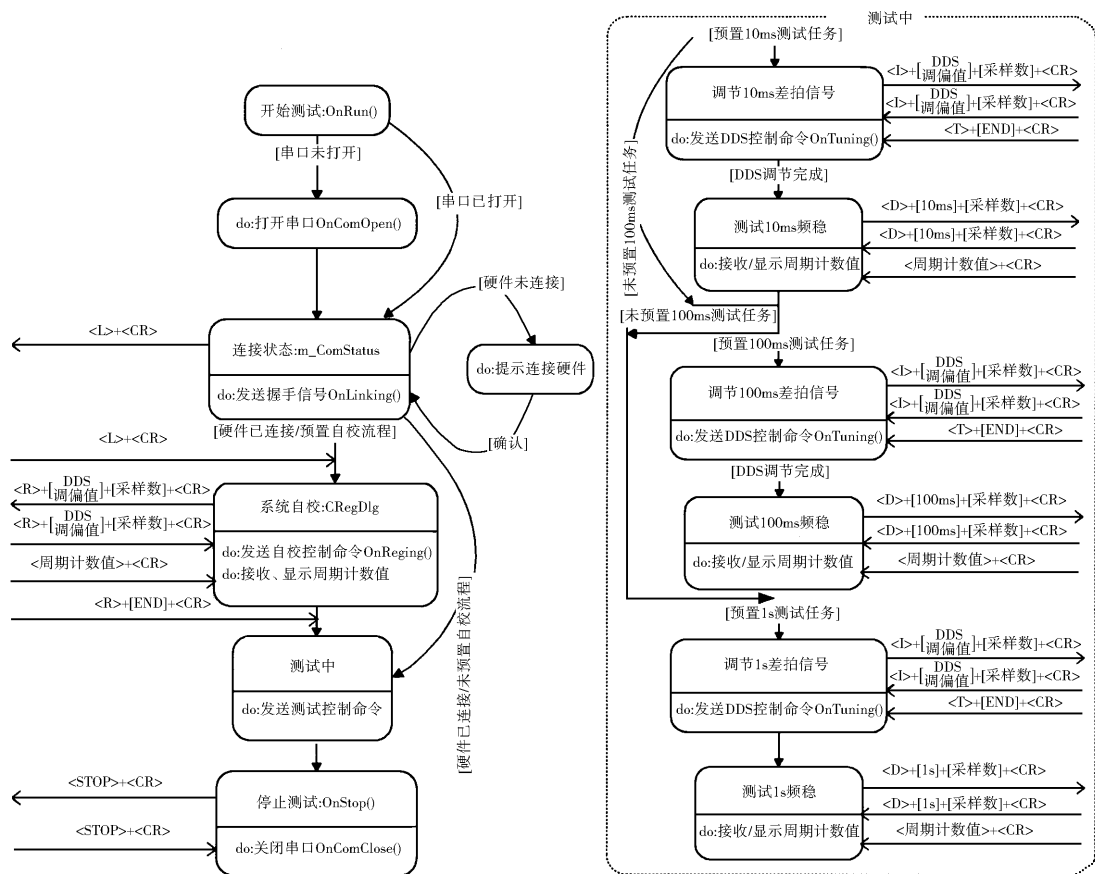 开始测试:OnRun()
[串口未打开]
[串口已打开]
do:打开串口OnComOpen()
[硬件未连接]
<L>+<CR>
连接状态:m_ComStatus
do:发送握手信号OnLinking()
do:提示连接硬件
[确认]
[硬件已连接/预置自校流程]
<L>+<CR>
<R>+[DDS调偏值]+[采样数]+<CR>
<R>+[DDS调偏值]+[采样数]+<CR>
<周期计数值>+<CR>
系统自校:CRegDlg
do:发送自校控制命令OnReging()
do:接收、显示周期计数值
<R>+[END]+<CR>
[硬件已连接/未预置自校流程]
测试中
do:发送测试控制命令
<STOP>+<CR>
停止测试:OnStop()
<STOP>+<CR>
do:关闭串口OnComClose()
测试中
[预置10ms测试任务]
调节10ms差拍信号
do:发送DDS控制命令OnTuning()
<I>+[DDS调偏值]+[采样数]+<CR>
<I>+[DDS调偏值]+[采样数]+<CR>
<T>+[END]+<CR>
[未预置100ms测试任务]
[DDS调节完成]
测试10ms频稳
do:接收/显示周期计数值
<D>+[10ms]+[采样数]+<CR>
<D>+[10ms]+[采样数]+<CR>
<周期计数值>+<CR>
[未预置100ms测试任务]
[预置100ms测试任务]
调节100ms差拍信号
do:发送DDS控制命令OnTuning()
<I>+[DDS调偏值]+[采样数]+<CR>
<I>+[DDS调偏值]+[采样数]+<CR>
<T>+[END]+<CR>
[DDS调节完成]
测试100ms频稳
do:接收/显示周期计数值
<D>+[100ms]+[采样数]+<CR>
<D>+[100ms]+[采样数]+<CR>
<周期计数值>+<CR>
[预置1s测试任务]
调节1s差拍信号
do:发送DDS控制命令OnTuning()
<I>+[DDS调偏值]+[采样数]+<CR>
<I>+[DDS调偏值]+[采样数]+<CR>
<T>+[END]+<CR>
测试1s频稳
do:接收/显示周期计数值
<D>+[1s]+[采样数]+<CR>
<D>+[1s]+[采样数]+<CR>
<周期计数值>+<CR>